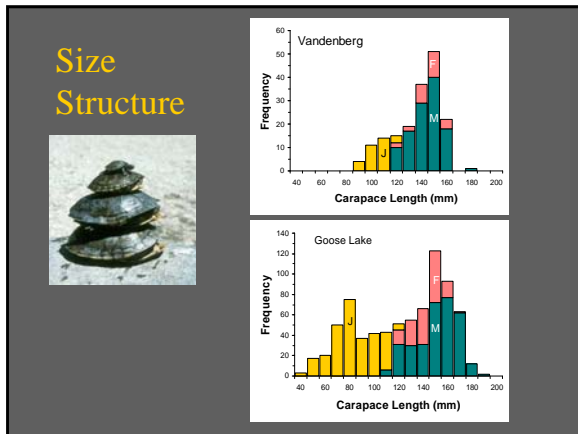 Size
Structure
Vandenberg
Frequency
60
50
40
30
20
10
0
F
M
J
40 60 80 100 120 140 160 180 200
Carapace Length (mm)
Goose Lake
Frequency
140
120
100
80
60
40
20
0
J
F
M
40 60 80 100 120 140 160 180 200
Carapace Length (mm)